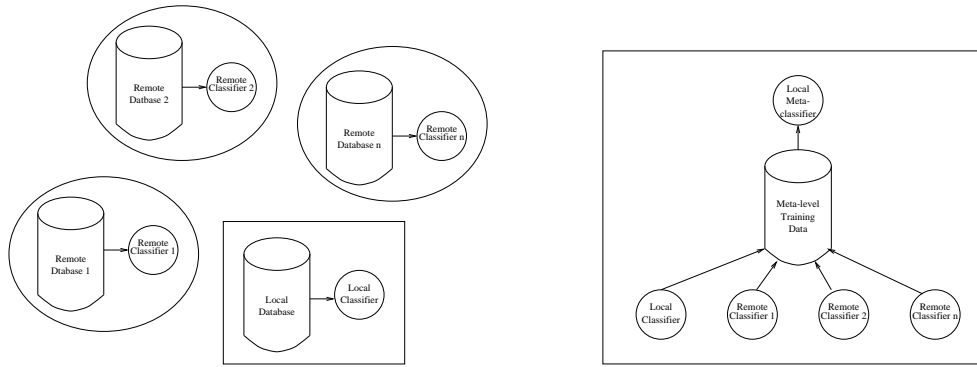 Remote
Datbase 2
Remote
Classifier 2
Remote
Database n
Remote
Classifier n
Remote
Dtabase 1
Remote
Classifier 1
Local
Database
Local
Classifier
Local
Meta-
classifier
Meta-level
Training
Data
Local
Classifier
Remote
Classifier 1
Remote
Classifier 2
Remote
Classifier n